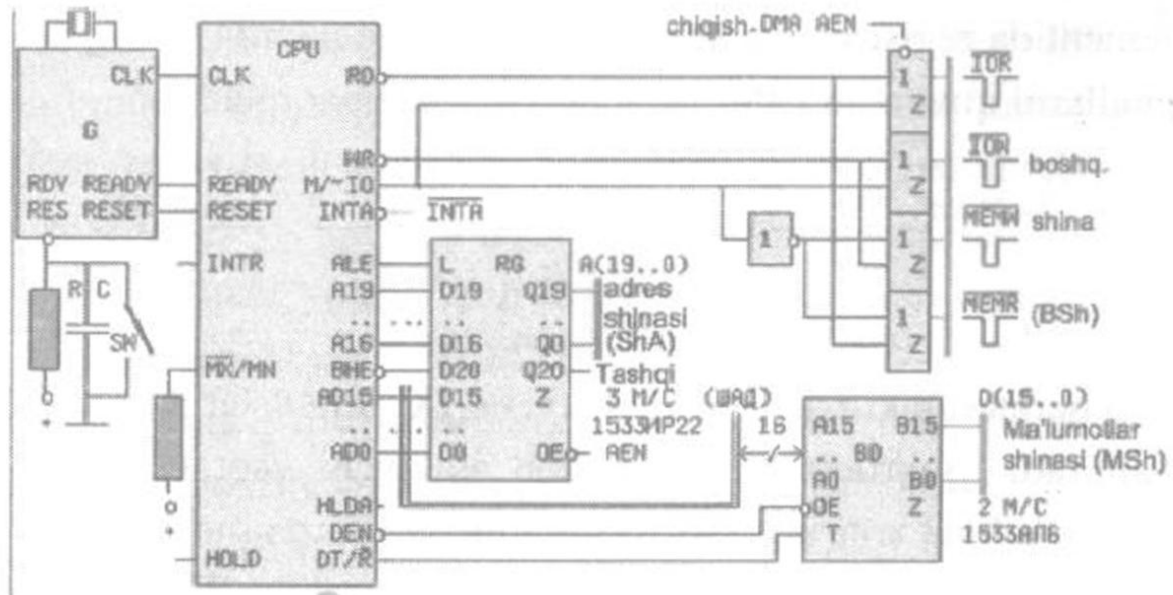 chiqish. DMA AEN
CPU
CLK CLK RD 1 IOR
G Z
WR 1 IOW boshq.
RDY READY READY M/~IO Z
RES RESET RESET INTA INTA
1 1 MEMW shina
INTR ALE L RG A(19..0) Z
A19 D19 Q19 adres
R C .. .. .. shinasi 1 MEMR (BSh)
SW A16 D16 Q0 (ShA) Z
MX/MN BHE D20 Q20 Tashqi
AD15 D15 Z 3 M/C D(15..0)
.. .. 1533ИР22 16 A15 B15 Ma'lumotlar
AD0 D0 OE AEN .. BD .. shinasi (MSh)
A0 B0
HLDA OE Z 2 M/C
DEN T 1533АП6
HOLD DT/R
+ +